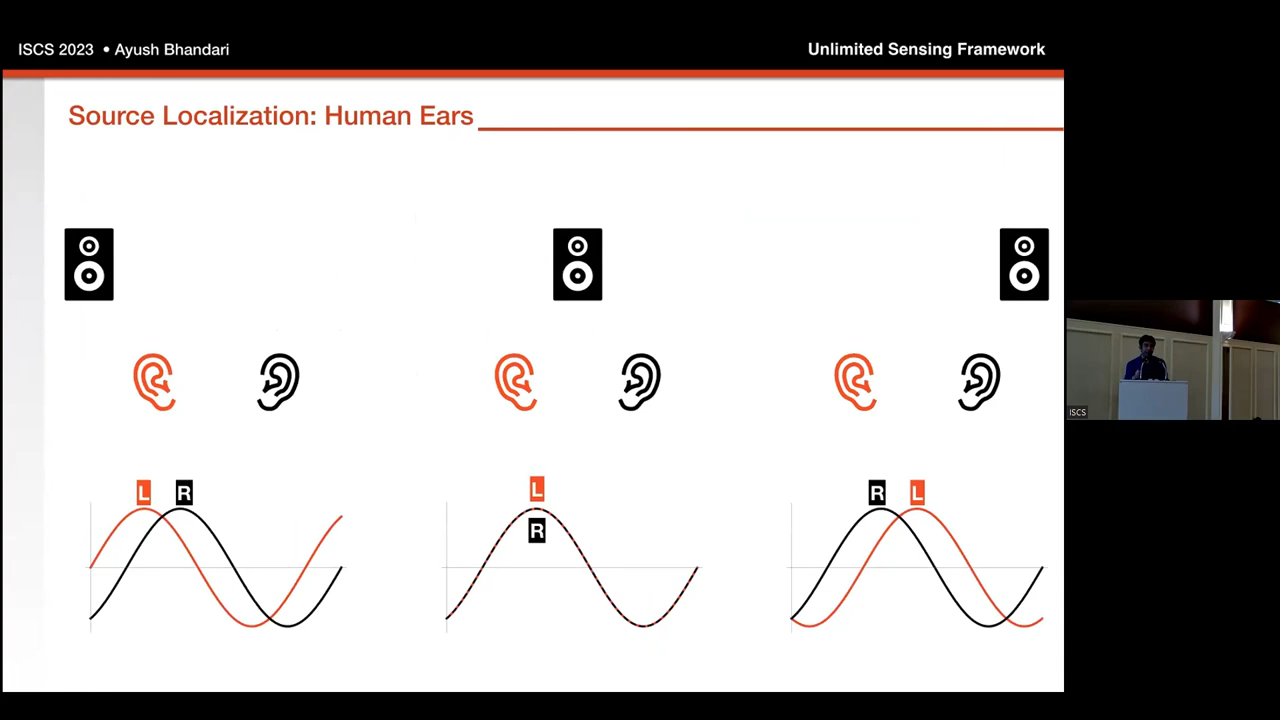 ISCS 2023 • Ayush Bhandari
Unlimited Sensing Framework
Source Localization: Human Ears
L R
L
R
R L
ISCS